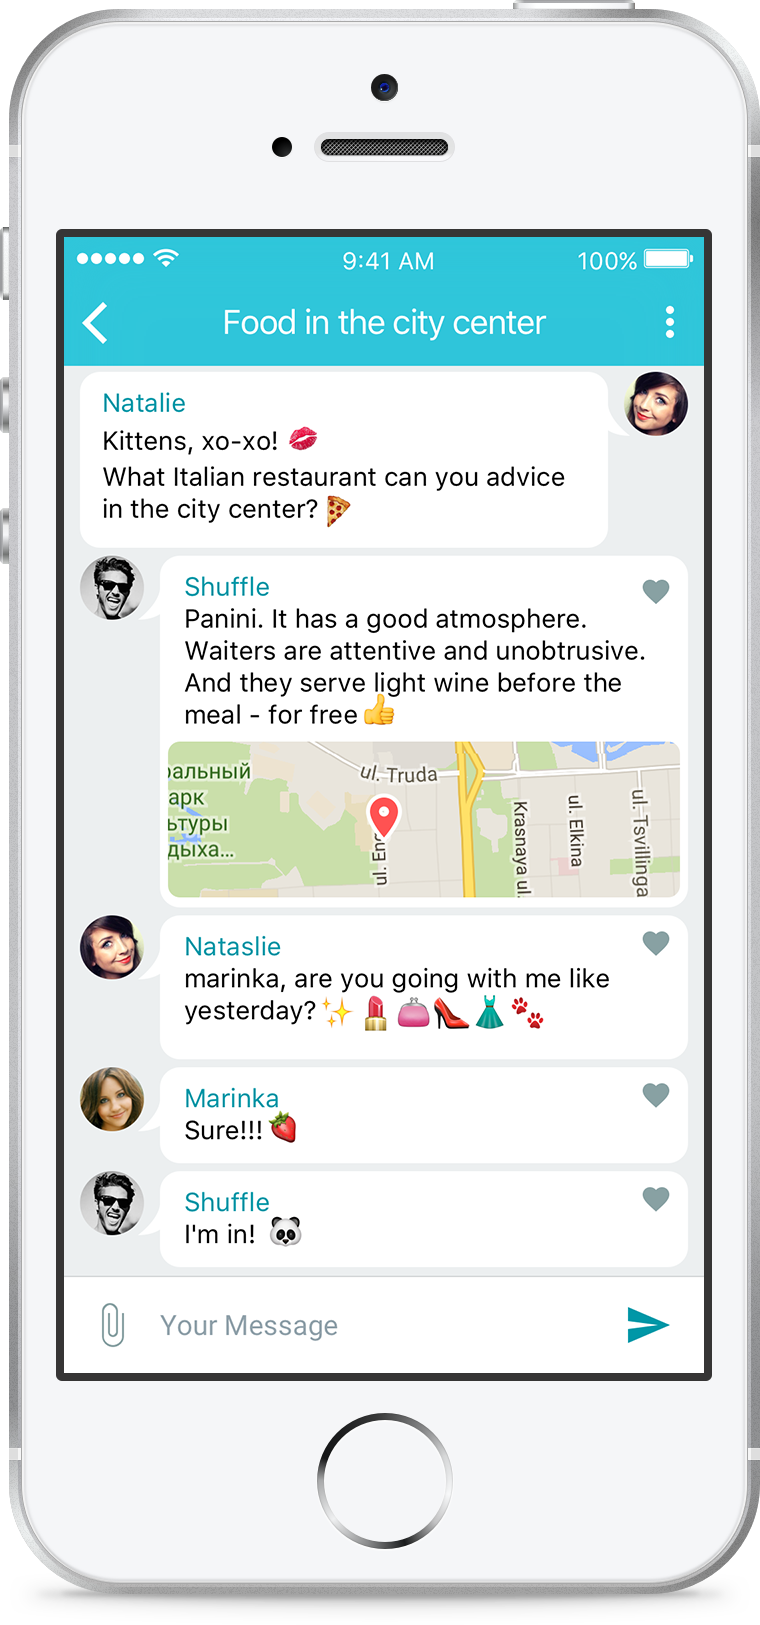 9:41 AM 100%
Food in the city center
Natalie
Kittens, xo-xo! 💋
What Italian restaurant can you advice
in the city center? 🍕
Shuffle
Panini. It has a good atmosphere.
Waiters are attentive and unobtrusive.
And they serve light wine before the
meal - for free 👍
ральный
арк
ьтуры
дыха...
ul. Truda
ul. En
Krasnaya ul.
ul. Elkina
ul. Tsvillinga
Nataslie
marinka, are you going with me like
yesterday? ✨💄👛👠👗🐾
Marinka
Sure!!! 🍓
Shuffle
I'm in! 🐼
Your Message